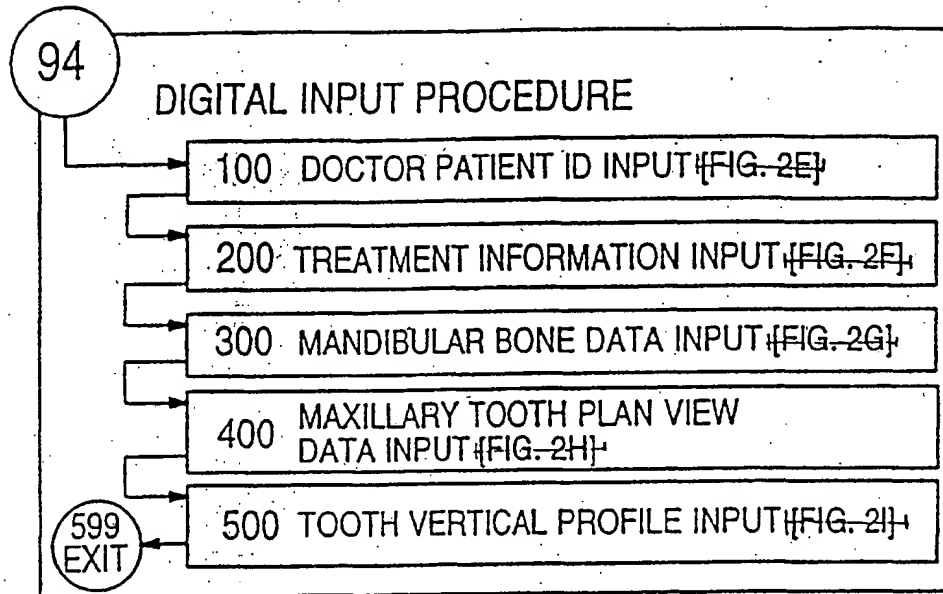 94
DIGITAL INPUT PROCEDURE
100 DOCTOR PATIENT ID INPUT [FIG. 2E]
200 TREATMENT INFORMATION INPUT [FIG. 2F]
300 MANDIBULAR BONE DATA INPUT [FIG. 2G]
400 MAXILLARY TOOTH PLAN VIEW
DATA INPUT [FIG. 2H]
500 TOOTH VERTICAL PROFILE INPUT [FIG. 2I]
599
EXIT